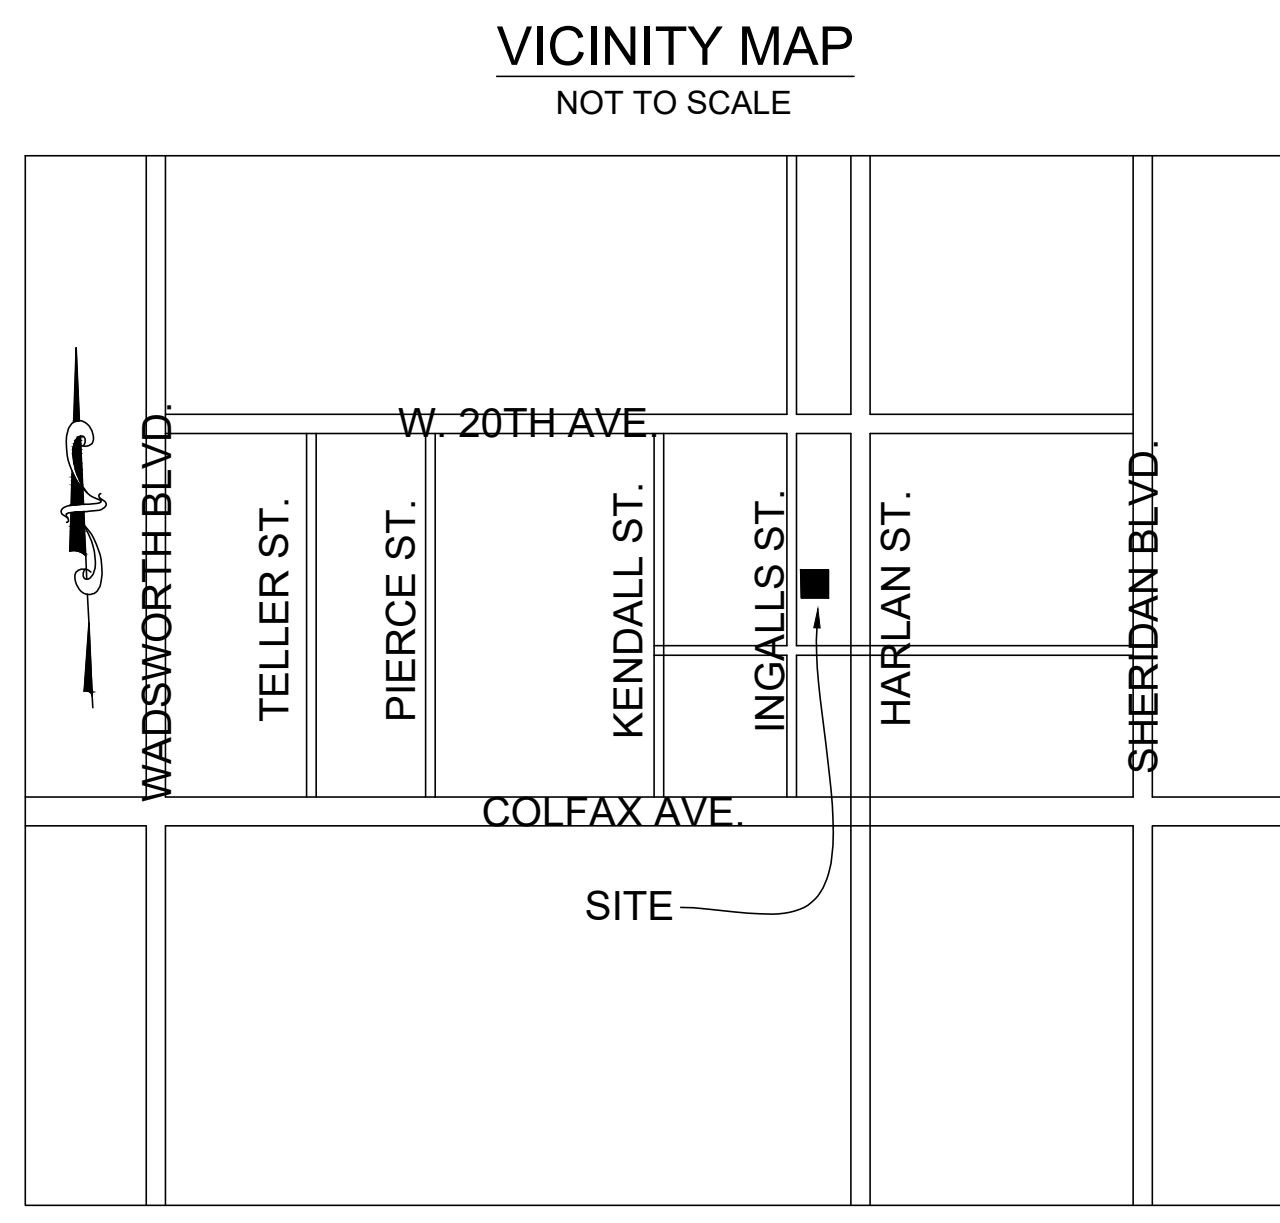 VICINITY MAP
NOT TO SCALE
W. 20TH AVE.
WADSWORTH BLVD.
TELLER ST.
PIERCE ST.
KENDALL ST.
INGALLS ST.
HARLAN ST.
SHERIDAN BLVD.
COLFAX AVE.
SITE